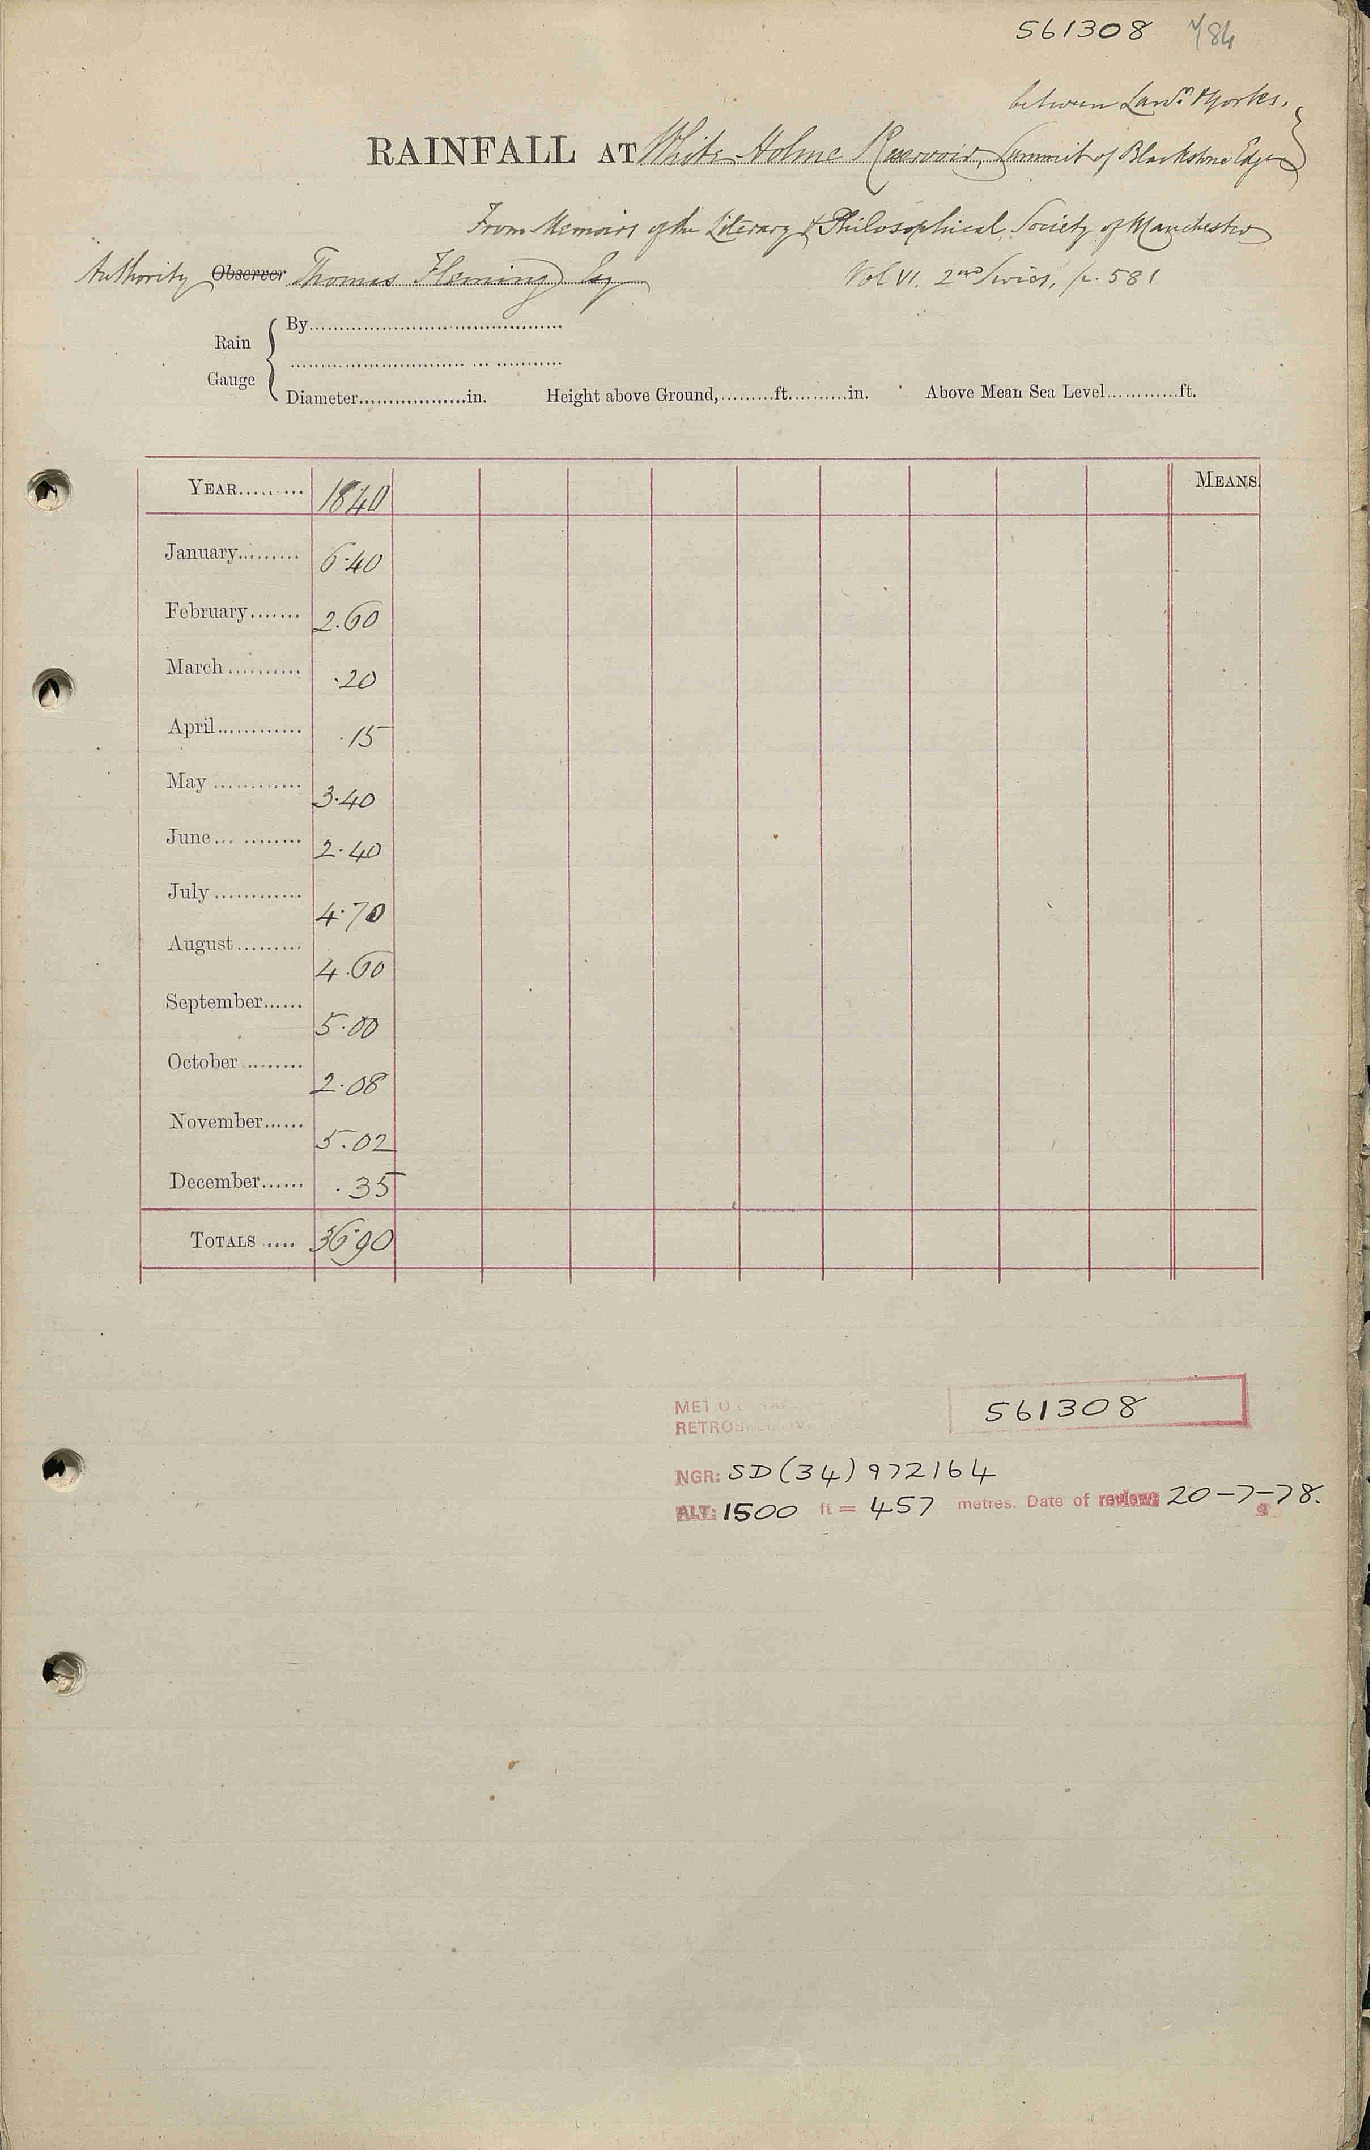 561308 784
between Lanc. & Yorks.
RAINFALL AT White Holme Reservoir, Summit of Blackstone Edge
From Memoirs of the Literary & Philosophical Society of Manchester
Authority Observer Thomas Fleming Esq Vol VI. 2nd Series, p. 581
Rain
Gauge
By
Diameter..................in. Height above Ground,.........ft..........in. Above Mean Sea Level............ft.
YEAR......... 1840 MEANS
January......... 6.40
February....... 2.60
March.......... .20
April............ .15
May............ 3.40
June........... 2.40
July............ 4.70
August......... 4.60
September...... 5.00
October........ 2.08
November...... 5.02
December...... .35
TOTALS..... 36.90
561308
NGR: SD (34) 972164
ALT: 1500 ft = 457 metres. Date of review: 20-7-78.